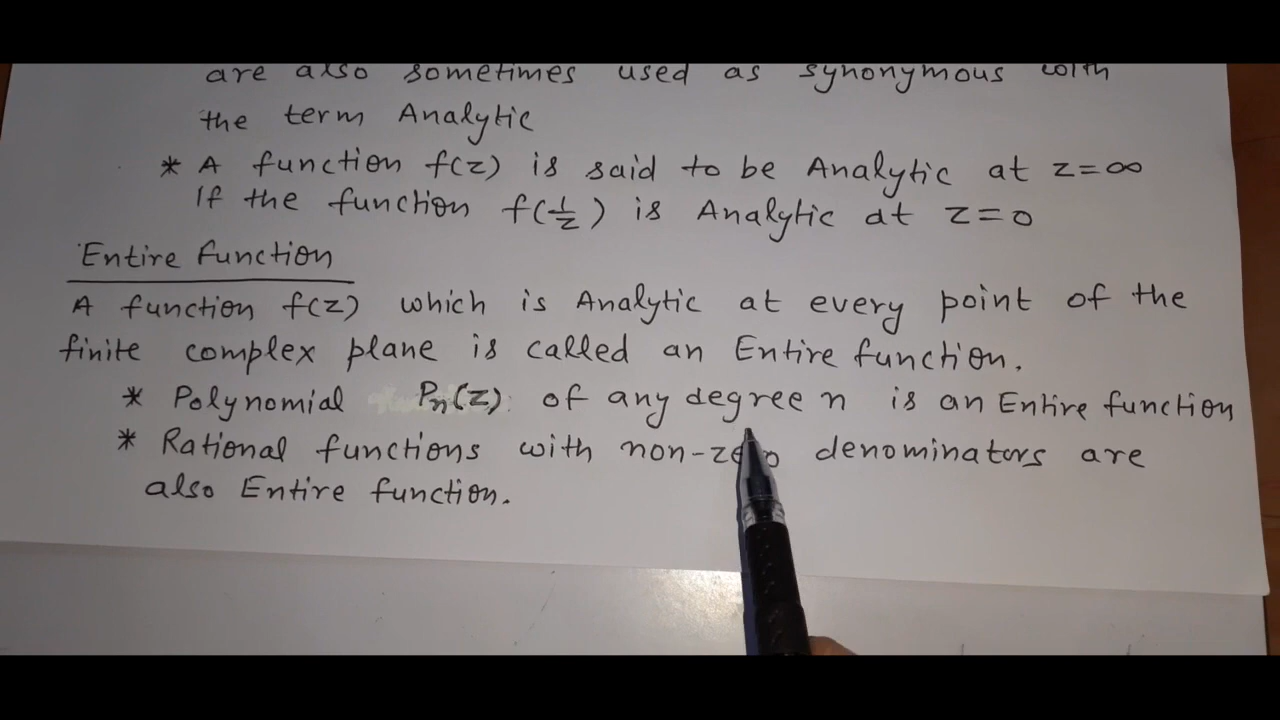 are also sometimes used as synonymous with
the term Analytic
* A function f(z) is said to be Analytic at z=∞
If the function f(1/z) is Analytic at z=0
Entire Function
A function f(z) which is Analytic at every point of the
finite complex plane is called an Entire function.
* Polynomial Pn(z) of any degree n is an Entire function
* Rational functions with non-zero denominators are
also Entire function.